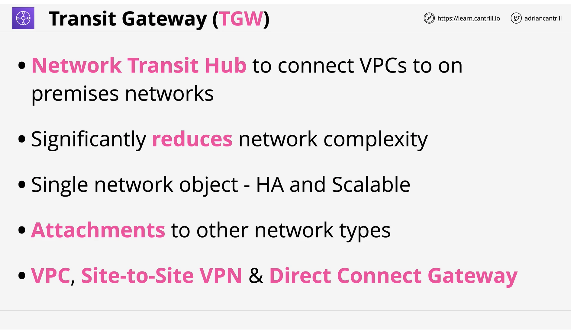 Transit Gateway (TGW)
https://learn.cantrill.io
adriancantrill
• Network Transit Hub to connect VPCs to on
premises networks
• Significantly reduces network complexity
• Single network object - HA and Scalable
• Attachments to other network types
• VPC, Site-to-Site VPN & Direct Connect Gateway